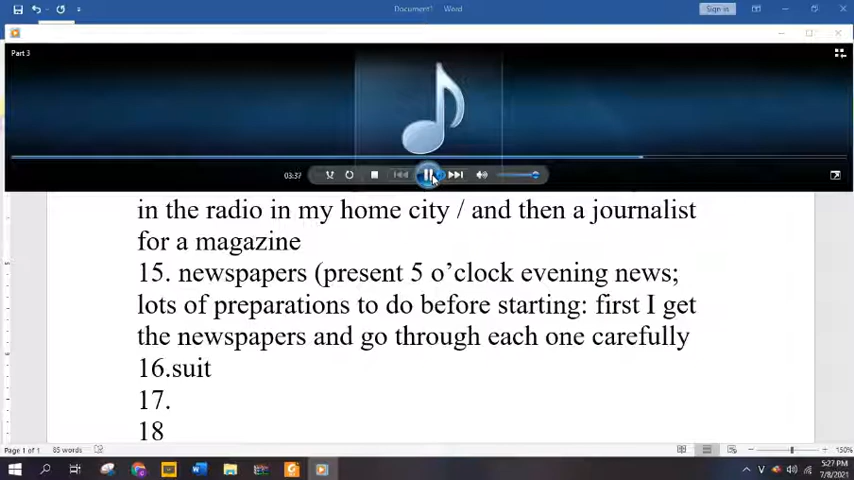 Document1 - Word
Sign in
Part 3
03:37
in the radio in my home city / and then a journalist
for a magazine
15. newspapers (present 5 o’clock evening news;
lots of preparations to do before starting: first I get
the newspapers and go through each one carefully
16.suit
17.
18
Page 1 of 1 85 words 150%
5:27 PM
7/8/2021